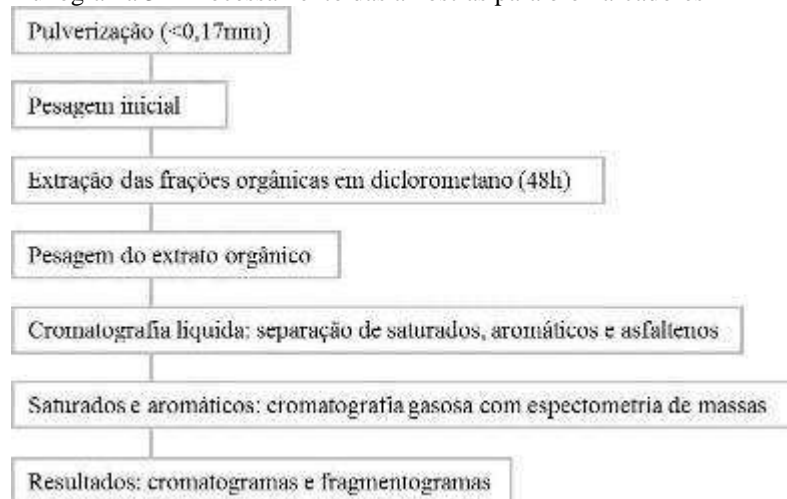 Pulverização (<0,17mm)
Pesagem inicial
Extração das frações orgânicas em diclorometano (48h)
Pesagem do extrato orgânico
Cromatografia líquida: separação de saturados, aromáticos e asfaltenos
Saturados e aromáticos: cromatografia gasosa com espectometria de massas
Resultados: cromatogramas e fragmentogramas